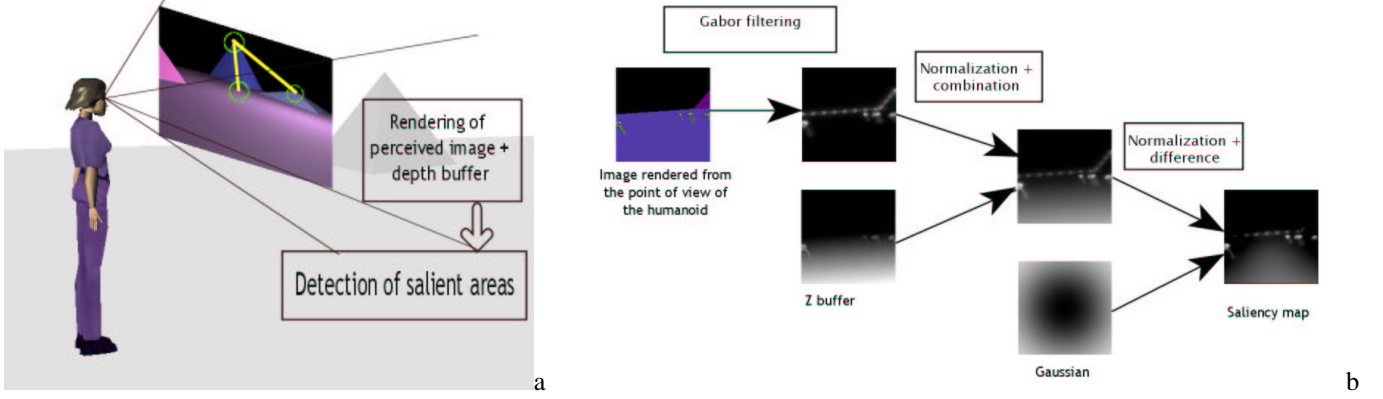 Rendering of
perceived image +
depth buffer
Detection of salient areas
a
Gabor filtering
Normalization +
combination
Normalization +
difference
Image rendered from
the point of view of
the humanoid
Z buffer
Saliency map
Gaussian
b